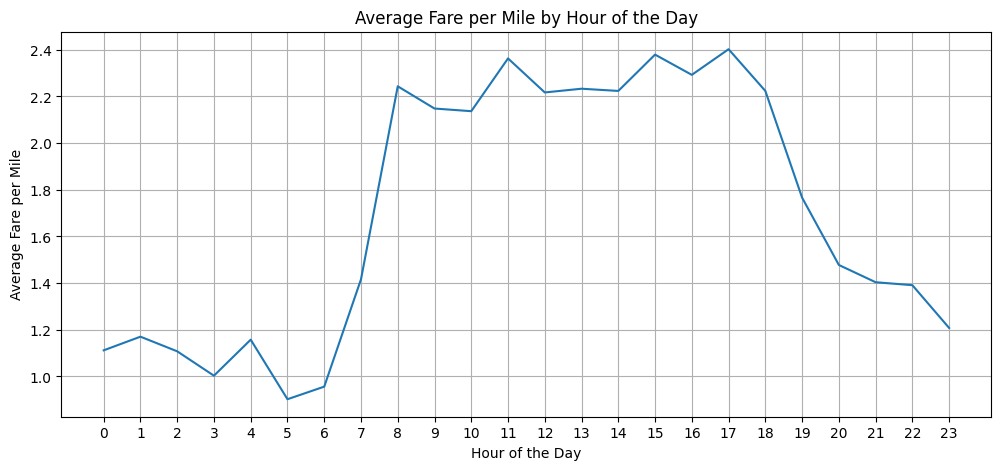 Average Fare per Mile by Hour of the Day
Average Fare per Mile
2.4
2.2
2.0
1.8
1.6
1.4
1.2
1.0
0 1 2 3 4 5 6 7 8 9 10 11 12 13 14 15 16 17 18 19 20 21 22 23
Hour of the Day